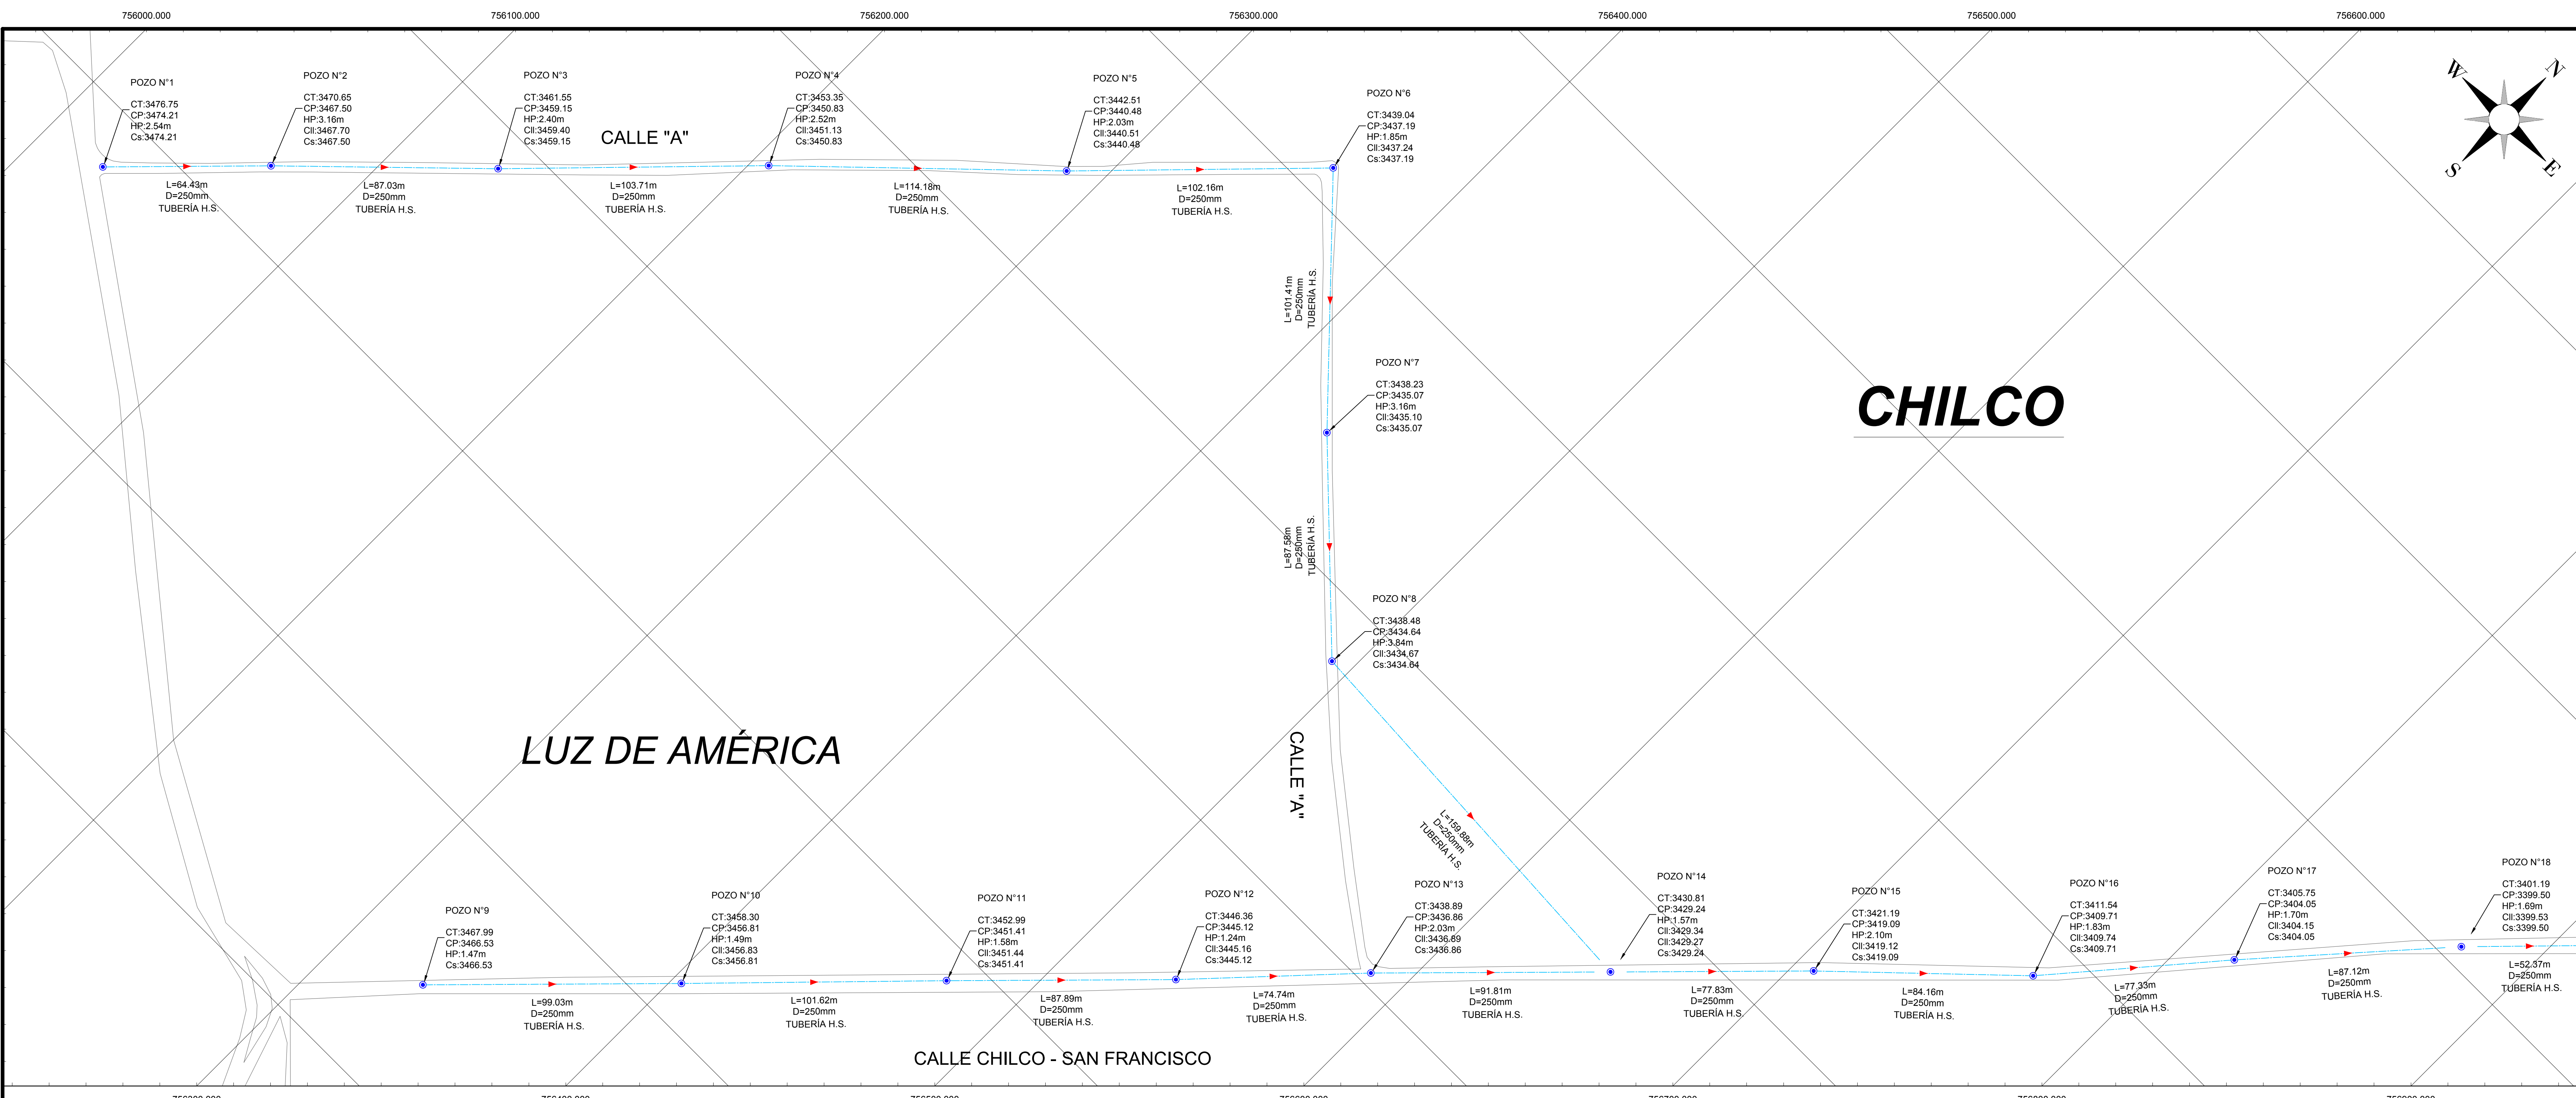 756000.000
756100.000
756200.000
756300.000
756400.000
756500.000
756600.000
POZO N°1
CT:3476.75
CP:3474.21
HP:2.54m
Cs:3474.21
POZO N°2
CT:3470.65
CP:3467.50
HP:3.16m
Cll:3467.70
Cs:3467.50
POZO N°3
CT:3461.55
CP:3459.15
HP:2.40m
Cll:3459.40
Cs:3459.15
CALLE "A"
POZO N°4
CT:3453.35
CP:3450.83
HP:2.52m
Cll:3451.13
Cs:3450.83
POZO N°5
CT:3442.51
CP:3440.48
HP:2.03m
Cll:3440.51
Cs:3440.48
POZO N°6
CT:3439.04
CP:3437.19
HP:1.85m
Cll:3437.24
Cs:3437.19
W
N
S
E
L=64.43m
D=250mm
TUBERÍA H.S.
L=87.03m
D=250mm
TUBERÍA H.S.
L=103.71m
D=250mm
TUBERÍA H.S.
L=114.18m
D=250mm
TUBERÍA H.S.
L=102.16m
D=250mm
TUBERÍA H.S.
L=101.41m
D=250mm
TUBERÍA H.S.
POZO N°7
CT:3438.23
CP:3435.07
HP:3.16m
Cll:3435.10
Cs:3435.07
CHILCO
L=87.58m
D=250mm
TUBERÍA H.S.
POZO N°8
CT:3438.48
CP:3434.64
HP:3.84m
Cll:3434.67
Cs:3434.64
LUZ DE AMÉRICA
CALLE "A"
L=159.88m
D=250mm
TUBERÍA H.S.
POZO N°9
CT:3467.99
CP:3466.53
HP:1.47m
Cs:3466.53
POZO N°10
CT:3458.30
CP:3456.81
HP:1.49m
Cll:3456.83
Cs:3456.81
POZO N°11
CT:3452.99
CP:3451.41
HP:1.58m
Cll:3451.44
Cs:3451.41
POZO N°12
CT:3446.36
CP:3445.12
HP:1.24m
Cll:3445.16
Cs:3445.12
POZO N°13
CT:3438.89
CP:3436.86
HP:2.03m
Cll:3436.89
Cs:3436.86
POZO N°14
CT:3430.81
CP:3429.24
HP:1.57m
Cll:3429.34
Cll:3429.27
Cs:3429.24
POZO N°15
CT:3421.19
CP:3419.09
HP:2.10m
Cll:3419.12
Cs:3419.09
POZO N°16
CT:3411.54
CP:3409.71
HP:1.83m
Cll:3409.74
Cs:3409.71
POZO N°17
CT:3405.75
CP:3404.05
HP:1.70m
Cll:3404.15
Cs:3404.05
POZO N°18
CT:3401.19
CP:3399.50
HP:1.69m
Cll:3399.53
Cs:3399.50
L=99.03m
D=250mm
TUBERÍA H.S.
L=101.62m
D=250mm
TUBERÍA H.S.
L=87.89m
D=250mm
TUBERÍA H.S.
L=74.74m
D=250mm
TUBERÍA H.S.
L=91.81m
D=250mm
TUBERÍA H.S.
L=77.83m
D=250mm
TUBERÍA H.S.
L=84.16m
D=250mm
TUBERÍA H.S.
L=77.33m
D=250mm
TUBERÍA H.S.
L=87.12m
D=250mm
TUBERÍA H.S.
L=52.37m
D=250mm
TUBERÍA H.S.
CALLE CHILCO - SAN FRANCISCO